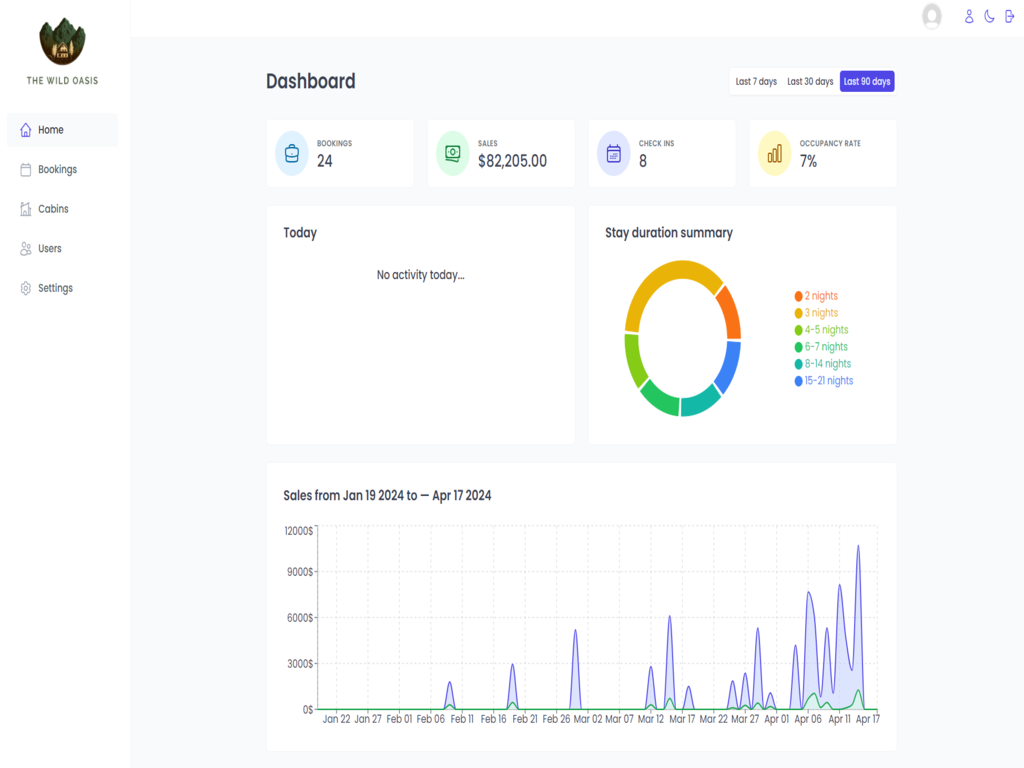 THE WILD OASIS
Home
Bookings
Cabins
Users
Settings
Dashboard
Last 7 days Last 30 days Last 90 days
BOOKINGS
24
SALES
$82,205.00
CHECK INS
8
OCCUPANCY RATE
7%
Today
No activity today...
Stay duration summary
2 nights
3 nights
4-5 nights
6-7 nights
8-14 nights
15-21 nights
Sales from Jan 19 2024 to — Apr 17 2024
12000$
9000$
6000$
3000$
0$
Jan 22 Jan 27 Feb 01 Feb 06 Feb 11 Feb 16 Feb 21 Feb 26 Mar 02 Mar 07 Mar 12 Mar 17 Mar 22 Mar 27 Apr 01 Apr 06 Apr 11 Apr 17